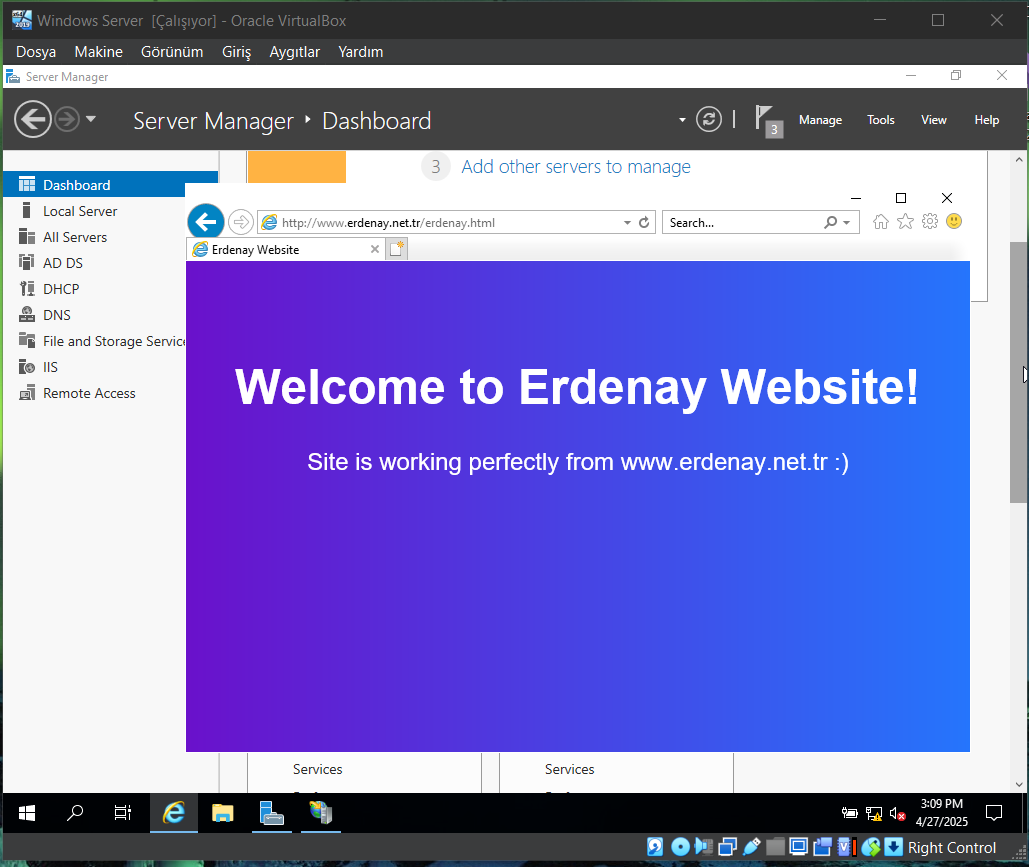 Windows Server [Çalışıyor] - Oracle VirtualBox
Dosya Makine Görünüm Giriş Aygıtlar Yardım
Server Manager
Server Manager Dashboard
3
Manage Tools View Help
3 Add other servers to manage
Dashboard
Local Server
All Servers
AD DS
DHCP
DNS
File and Storage Service
IIS
Remote Access
http://www.erdenay.net.tr/erdenay.html
Search...
Erdenay Website
Welcome to Erdenay Website!
Site is working perfectly from www.erdenay.net.tr :)
Services Services
3:09 PM
4/27/2025
Right Control